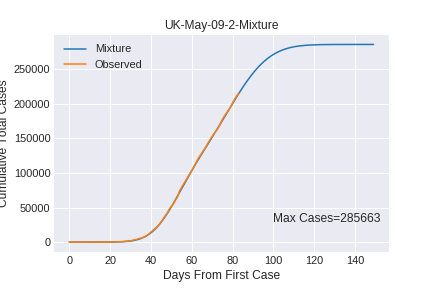 UK-May-09-2-Mixture
Mixture
Observed
250000
200000
150000
100000
50000
0
Cumulative Total Cases
Max Cases=285663
0 20 40 60 80 100 120 140
Days From First Case